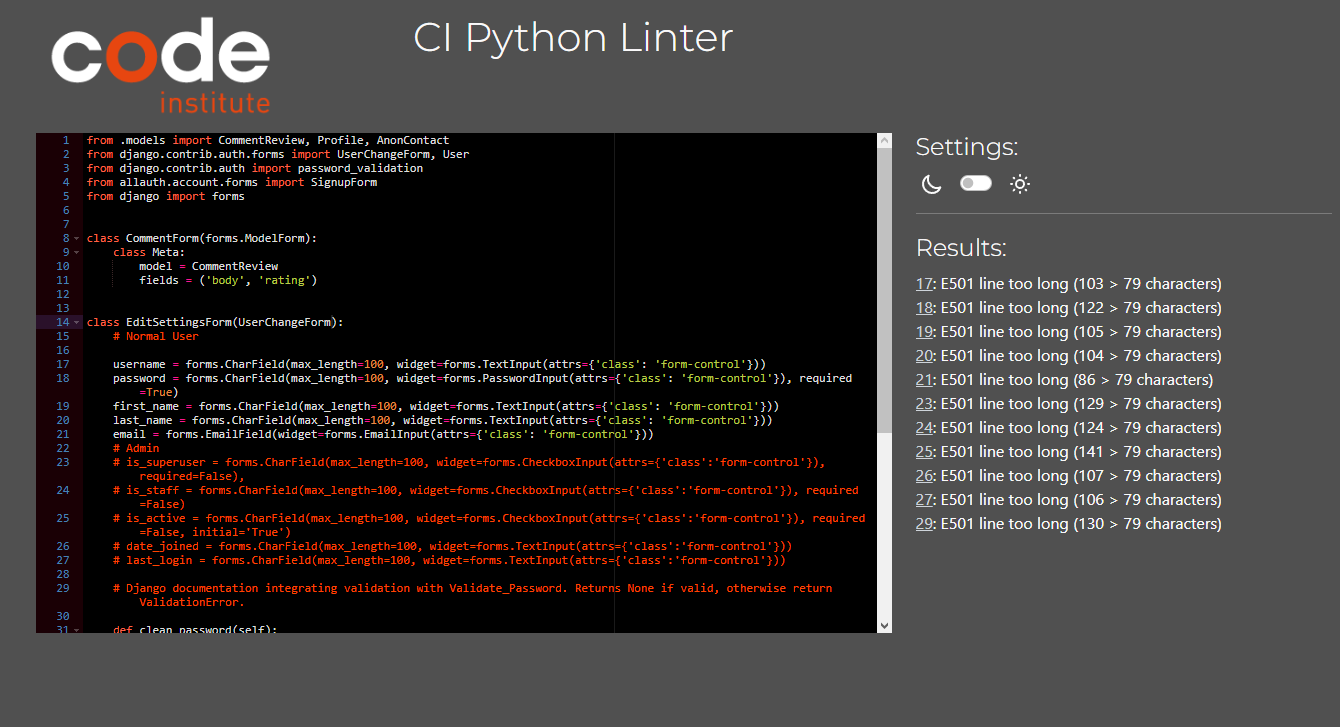 code
institute
CI Python Linter
1 from .models import CommentReview, Profile, AnonContact
2 from django.contrib.auth.forms import UserChangeForm, User
3 from django.contrib.auth import password_validation
4 from allauth.account.forms import SignupForm
5 from django import forms
6
7
8 class CommentForm(forms.ModelForm):
9 class Meta:
10 model = CommentReview
11 fields = ('body', 'rating')
12
13
14 class EditSettingsForm(UserChangeForm):
15 # Normal User
16
17 username = forms.CharField(max_length=100, widget=forms.TextInput(attrs={'class': 'form-control'}))
18 password = forms.CharField(max_length=100, widget=forms.PasswordInput(attrs={'class': 'form-control'}), required
=True)
19 first_name = forms.CharField(max_length=100, widget=forms.TextInput(attrs={'class': 'form-control'}))
20 last_name = forms.CharField(max_length=100, widget=forms.TextInput(attrs={'class': 'form-control'}))
21 email = forms.EmailField(widget=forms.EmailInput(attrs={'class': 'form-control'}))
22 # Admin
23 # is_superuser = forms.CharField(max_length=100, widget=forms.CheckboxInput(attrs={'class':'form-control'}),
required=False),
24 # is_staff = forms.CharField(max_length=100, widget=forms.CheckboxInput(attrs={'class':'form-control'}), required
=False)
25 # is_active = forms.CharField(max_length=100, widget=forms.CheckboxInput(attrs={'class':'form-control'}), required
=False, initial='True')
26 # date_joined = forms.CharField(max_length=100, widget=forms.TextInput(attrs={'class':'form-control'}))
27 # last_login = forms.CharField(max_length=100, widget=forms.TextInput(attrs={'class':'form-control'}))
28
29 # Django documentation integrating validation with Validate_Password. Returns None if valid, otherwise return
ValidationError.
30
31 def clean_password(self):
Settings:
Results:
17: E501 line too long (103 > 79 characters)
18: E501 line too long (122 > 79 characters)
19: E501 line too long (105 > 79 characters)
20: E501 line too long (104 > 79 characters)
21: E501 line too long (86 > 79 characters)
23: E501 line too long (129 > 79 characters)
24: E501 line too long (124 > 79 characters)
25: E501 line too long (141 > 79 characters)
26: E501 line too long (107 > 79 characters)
27: E501 line too long (106 > 79 characters)
29: E501 line too long (130 > 79 characters)